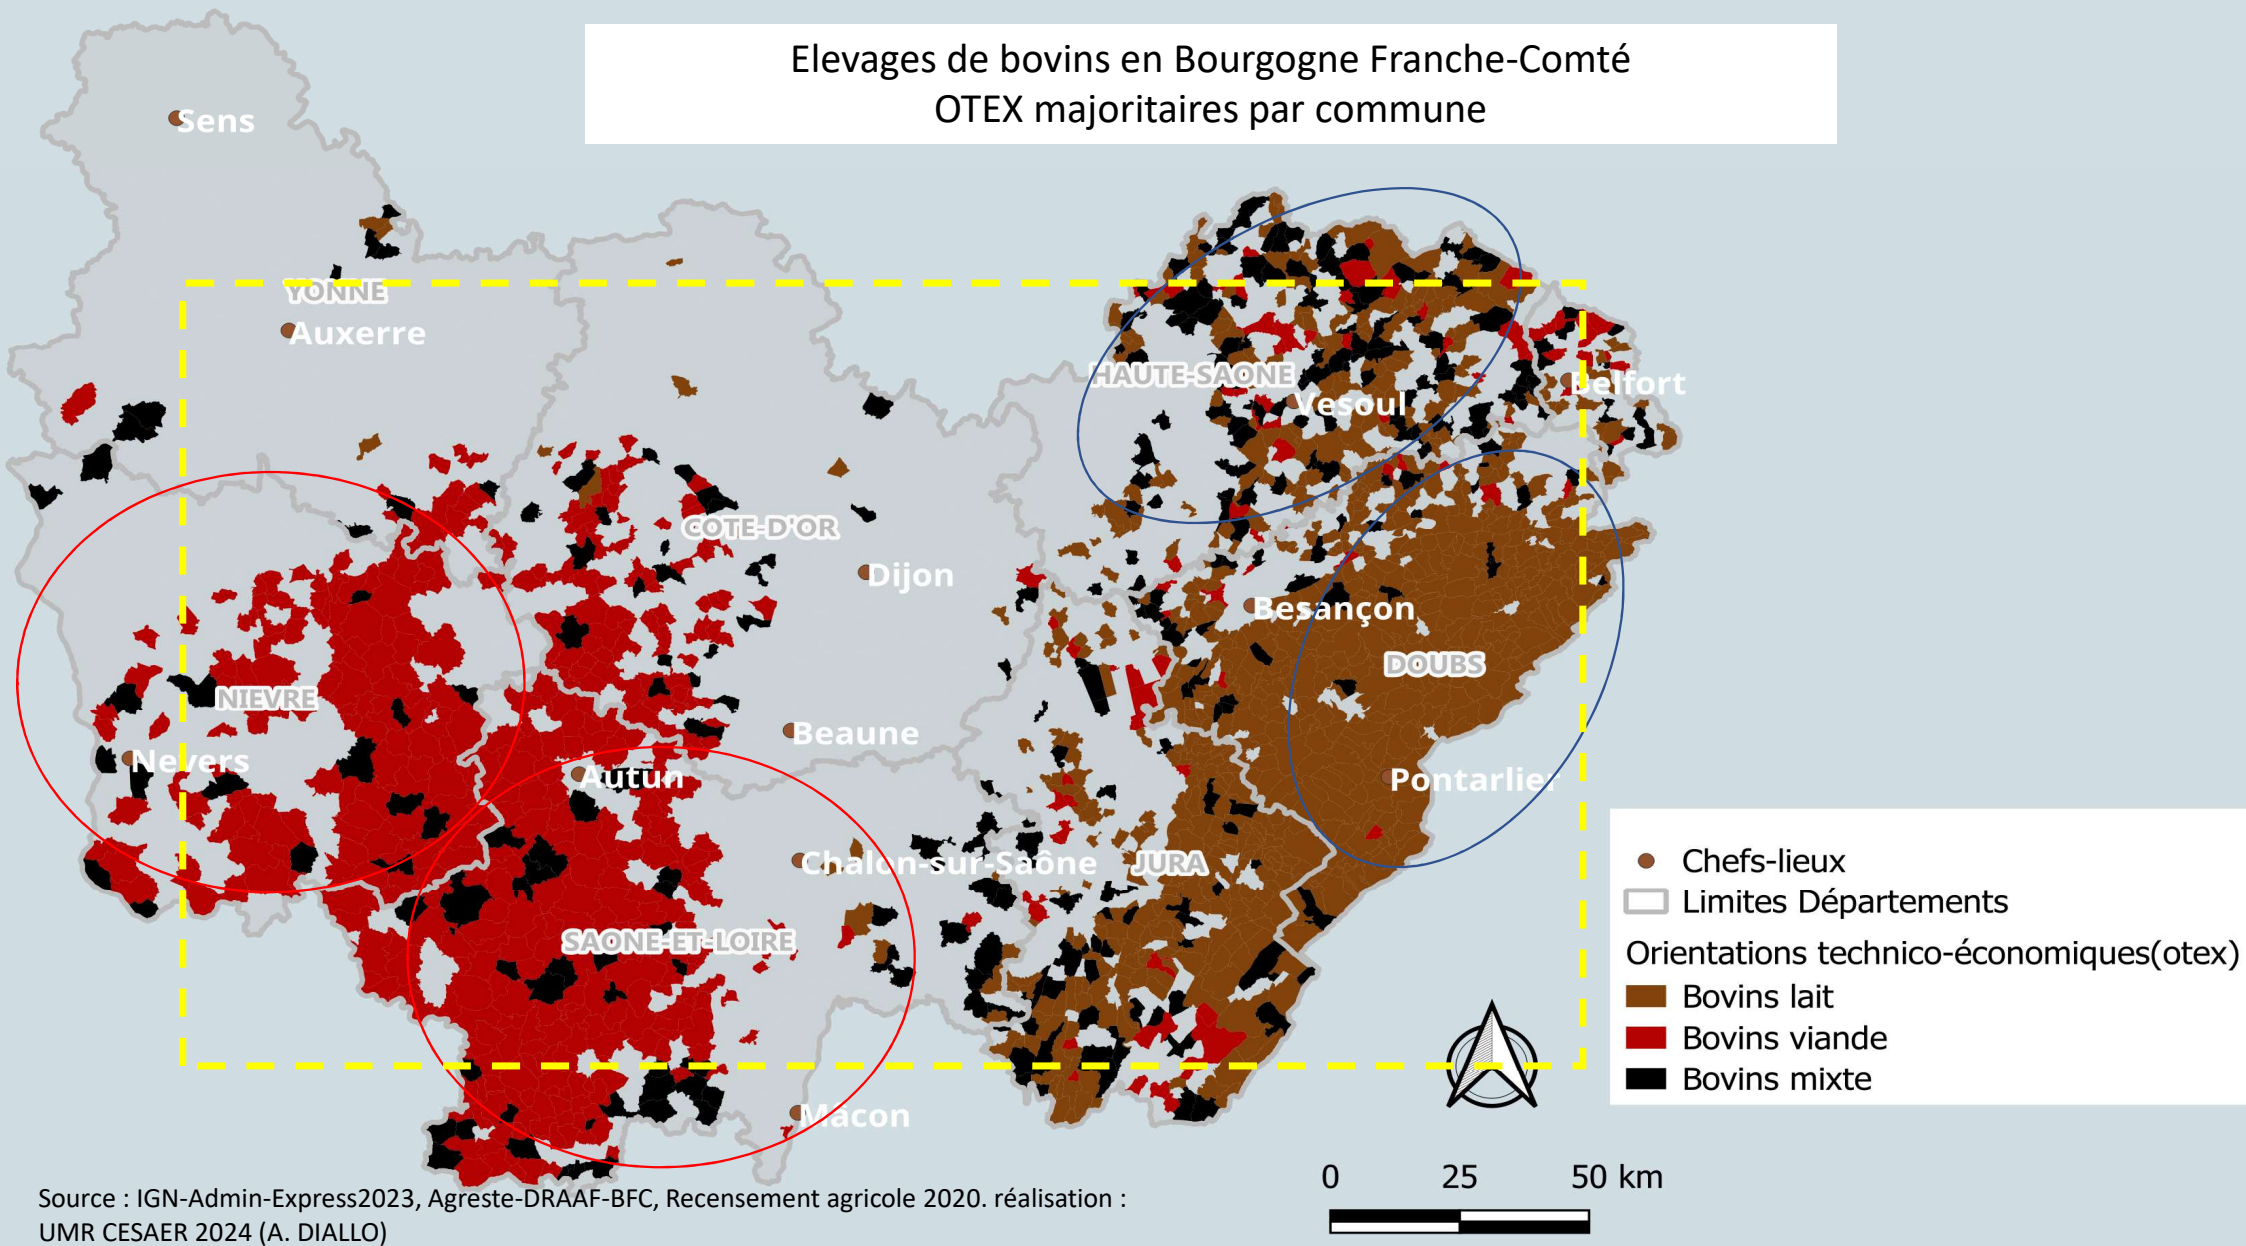 Elevages de bovins en Bourgogne Franche-Comté
OTEX majoritaires par commune
Sens
YONNE
Auxerre
HAUTE-SAONE
Vesoul
Belfort
COTE-D'OR
Dijon
Besançon
DOUBS
NIEVRE
Nevers
Beaune
Autun
Pontarlier
Chalon-sur-Saône
JURA
SAONE-ET-LOIRE
Mâcon
Chefs-lieux
Limites Départements
Orientations technico-économiques(otex)
Bovins lait
Bovins viande
Bovins mixte
0 25 50 km
Source : IGN-Admin-Express2023, Agreste-DRAAF-BFC, Recensement agricole 2020. réalisation :
UMR CESAER 2024 (A. DIALLO)